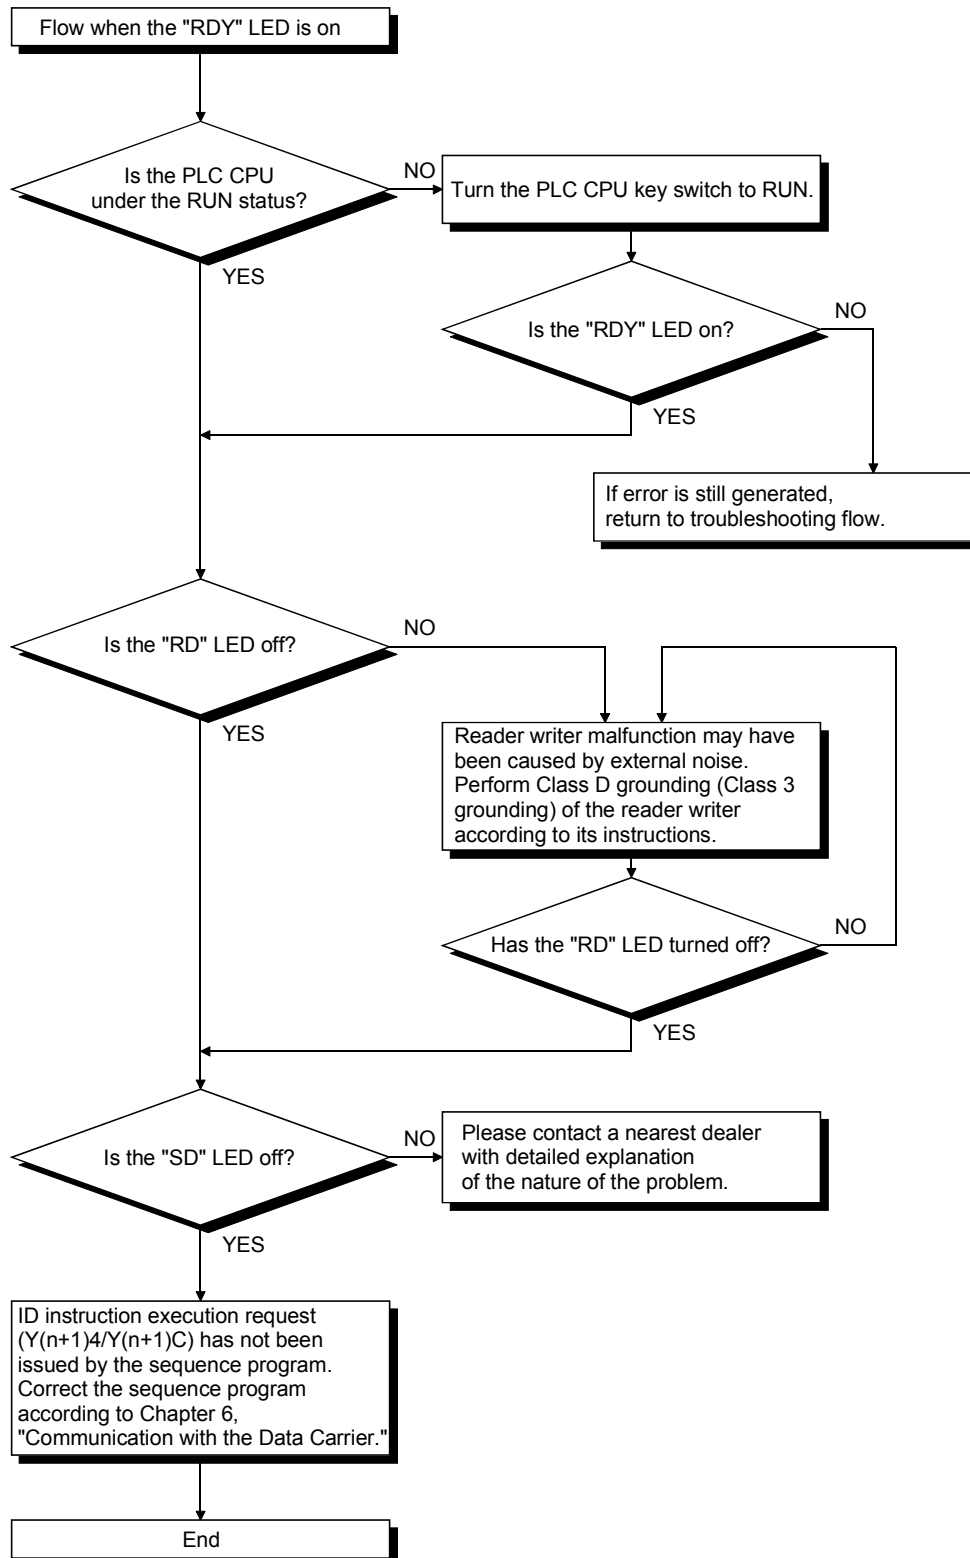 Flow when the "RDY" LED is on
Is the PLC CPU
under the RUN status?
NO
Turn the PLC CPU key switch to RUN.
YES
Is the "RDY" LED on?
NO
YES
If error is still generated,
return to troubleshooting flow.
Is the "RD" LED off?
NO
YES
Reader writer malfunction may have
been caused by external noise.
Perform Class D grounding (Class 3
grounding) of the reader writer
according to its instructions.
Has the "RD" LED turned off?
NO
YES
Is the "SD" LED off?
NO
Please contact a nearest dealer
with detailed explanation
of the nature of the problem.
YES
ID instruction execution request
(Y(n+1)4/Y(n+1)C) has not been
issued by the sequence program.
Correct the sequence program
according to Chapter 6,
"Communication with the Data Carrier."
End